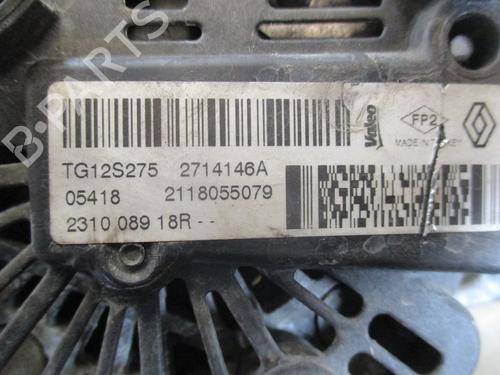 B-PARTS
Valeo
FP2
MADE IN TURKEY
TG12S275 2714146A
05418 2118055079
2310 089 18R - -